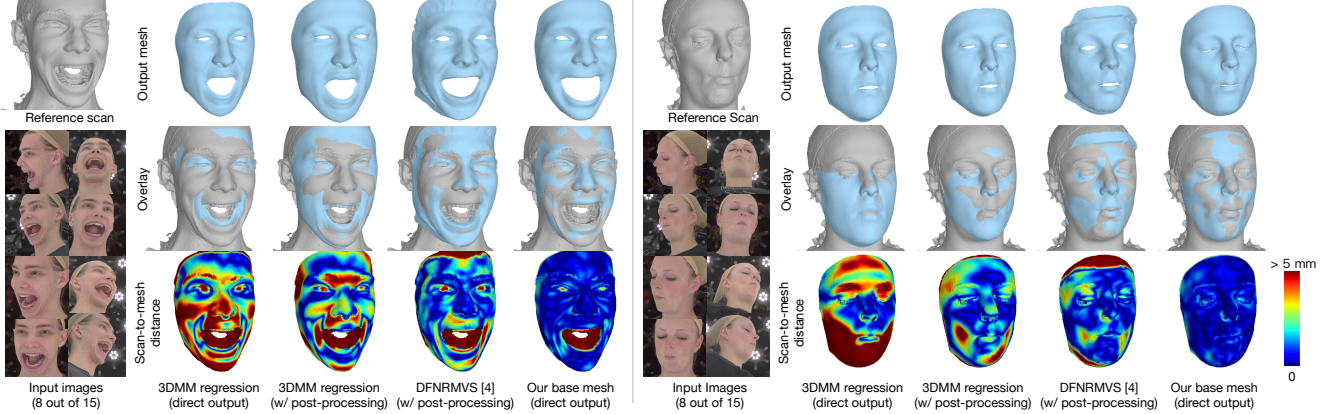 Reference scan
Output mesh
Overlay
Scan-to-mesh
distance
Input images
(8 out of 15)
3DMM regression
(direct output)
3DMM regression
(w/ post-processing)
DFNRMVS [4]
(w/ post-processing)
Our base mesh
(direct output)
Reference Scan
Output mesh
Overlay
Scan-to-mesh
distance
Input Images
(8 out of 15)
3DMM regression
(direct output)
3DMM regression
(w/ post-processing)
DFNRMVS [4]
(w/ post-processing)
Our base mesh
(direct output)
> 5 mm
0